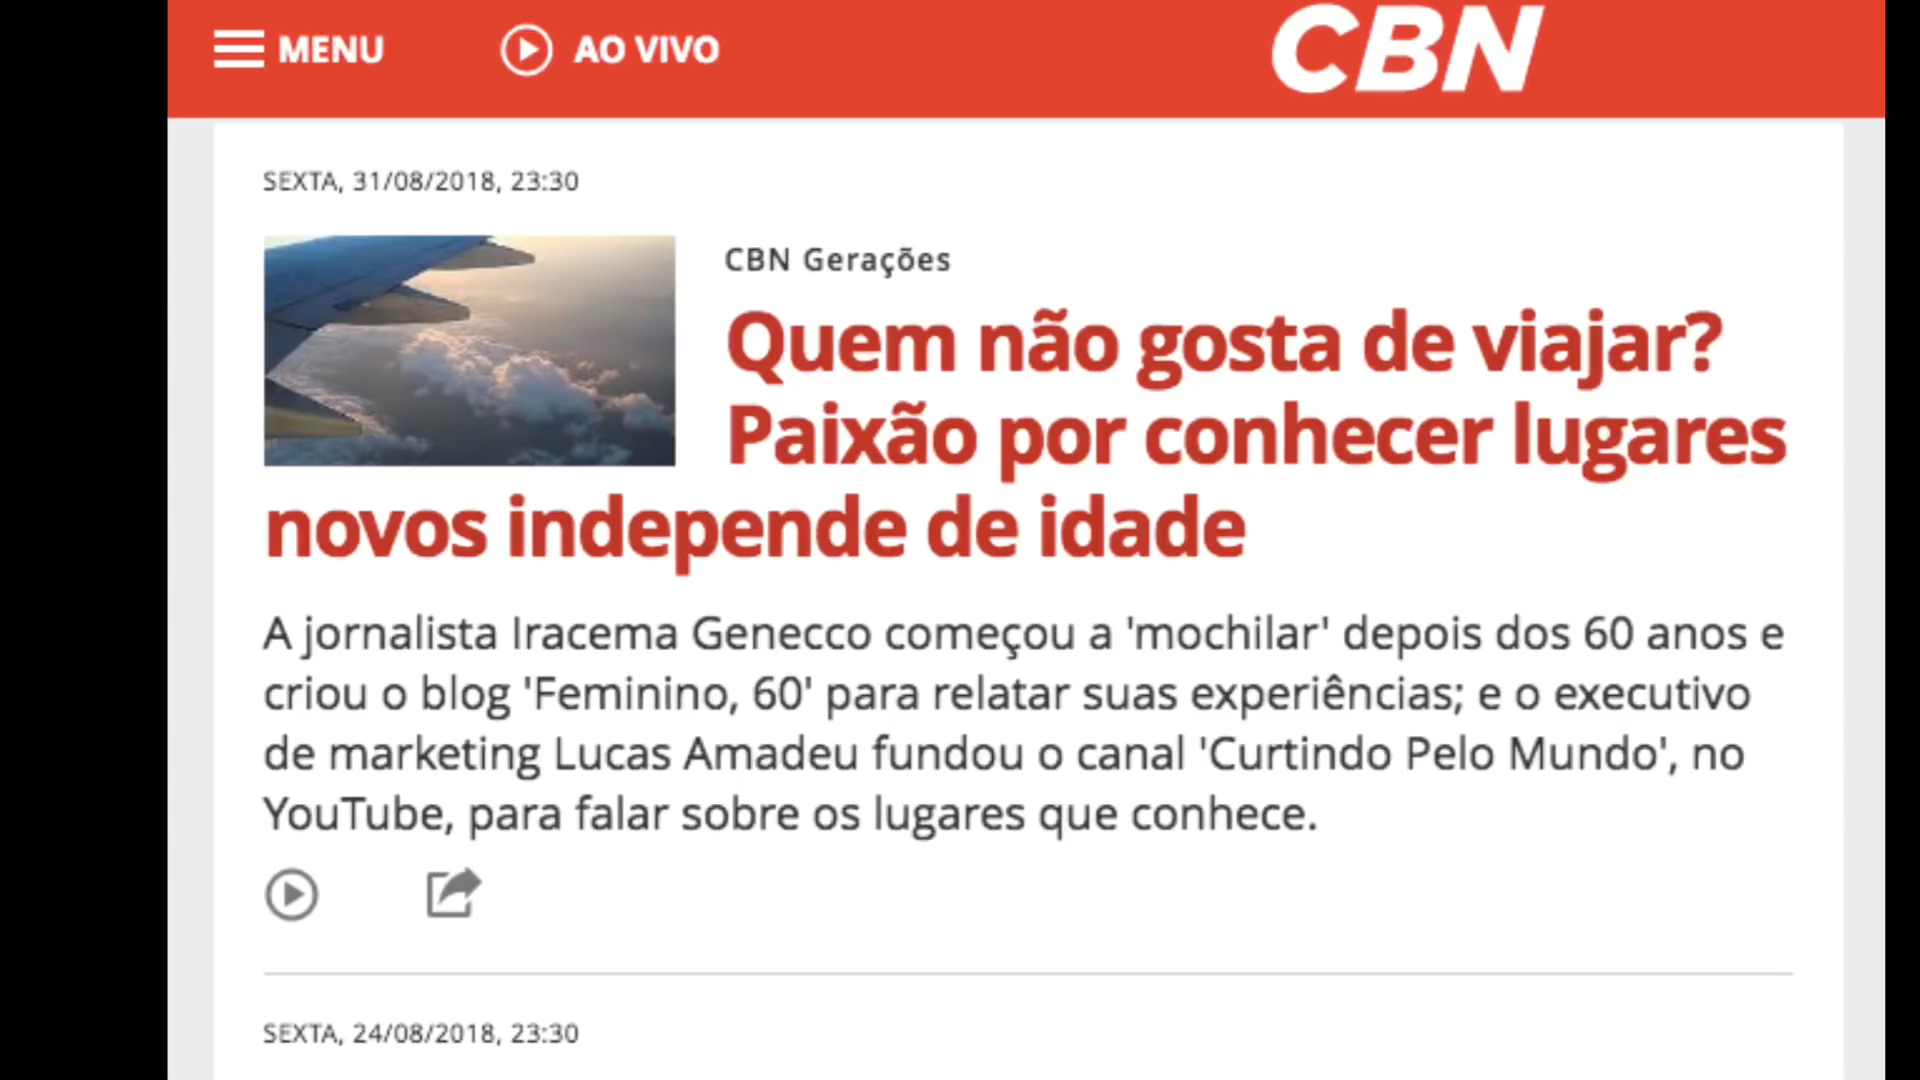 MENU
AO VIVO
CBN
SEXTA, 31/08/2018, 23:30
CBN Gerações
Quem não gosta de viajar?
Paixão por conhecer lugares
novos independe de idade
A jornalista Iracema Genecco começou a 'mochilar' depois dos 60 anos e
criou o blog 'Feminino, 60' para relatar suas experiências; e o executivo
de marketing Lucas Amadeu fundou o canal 'Curtindo Pelo Mundo', no
YouTube, para falar sobre os lugares que conhece.
SEXTA, 24/08/2018, 23:30